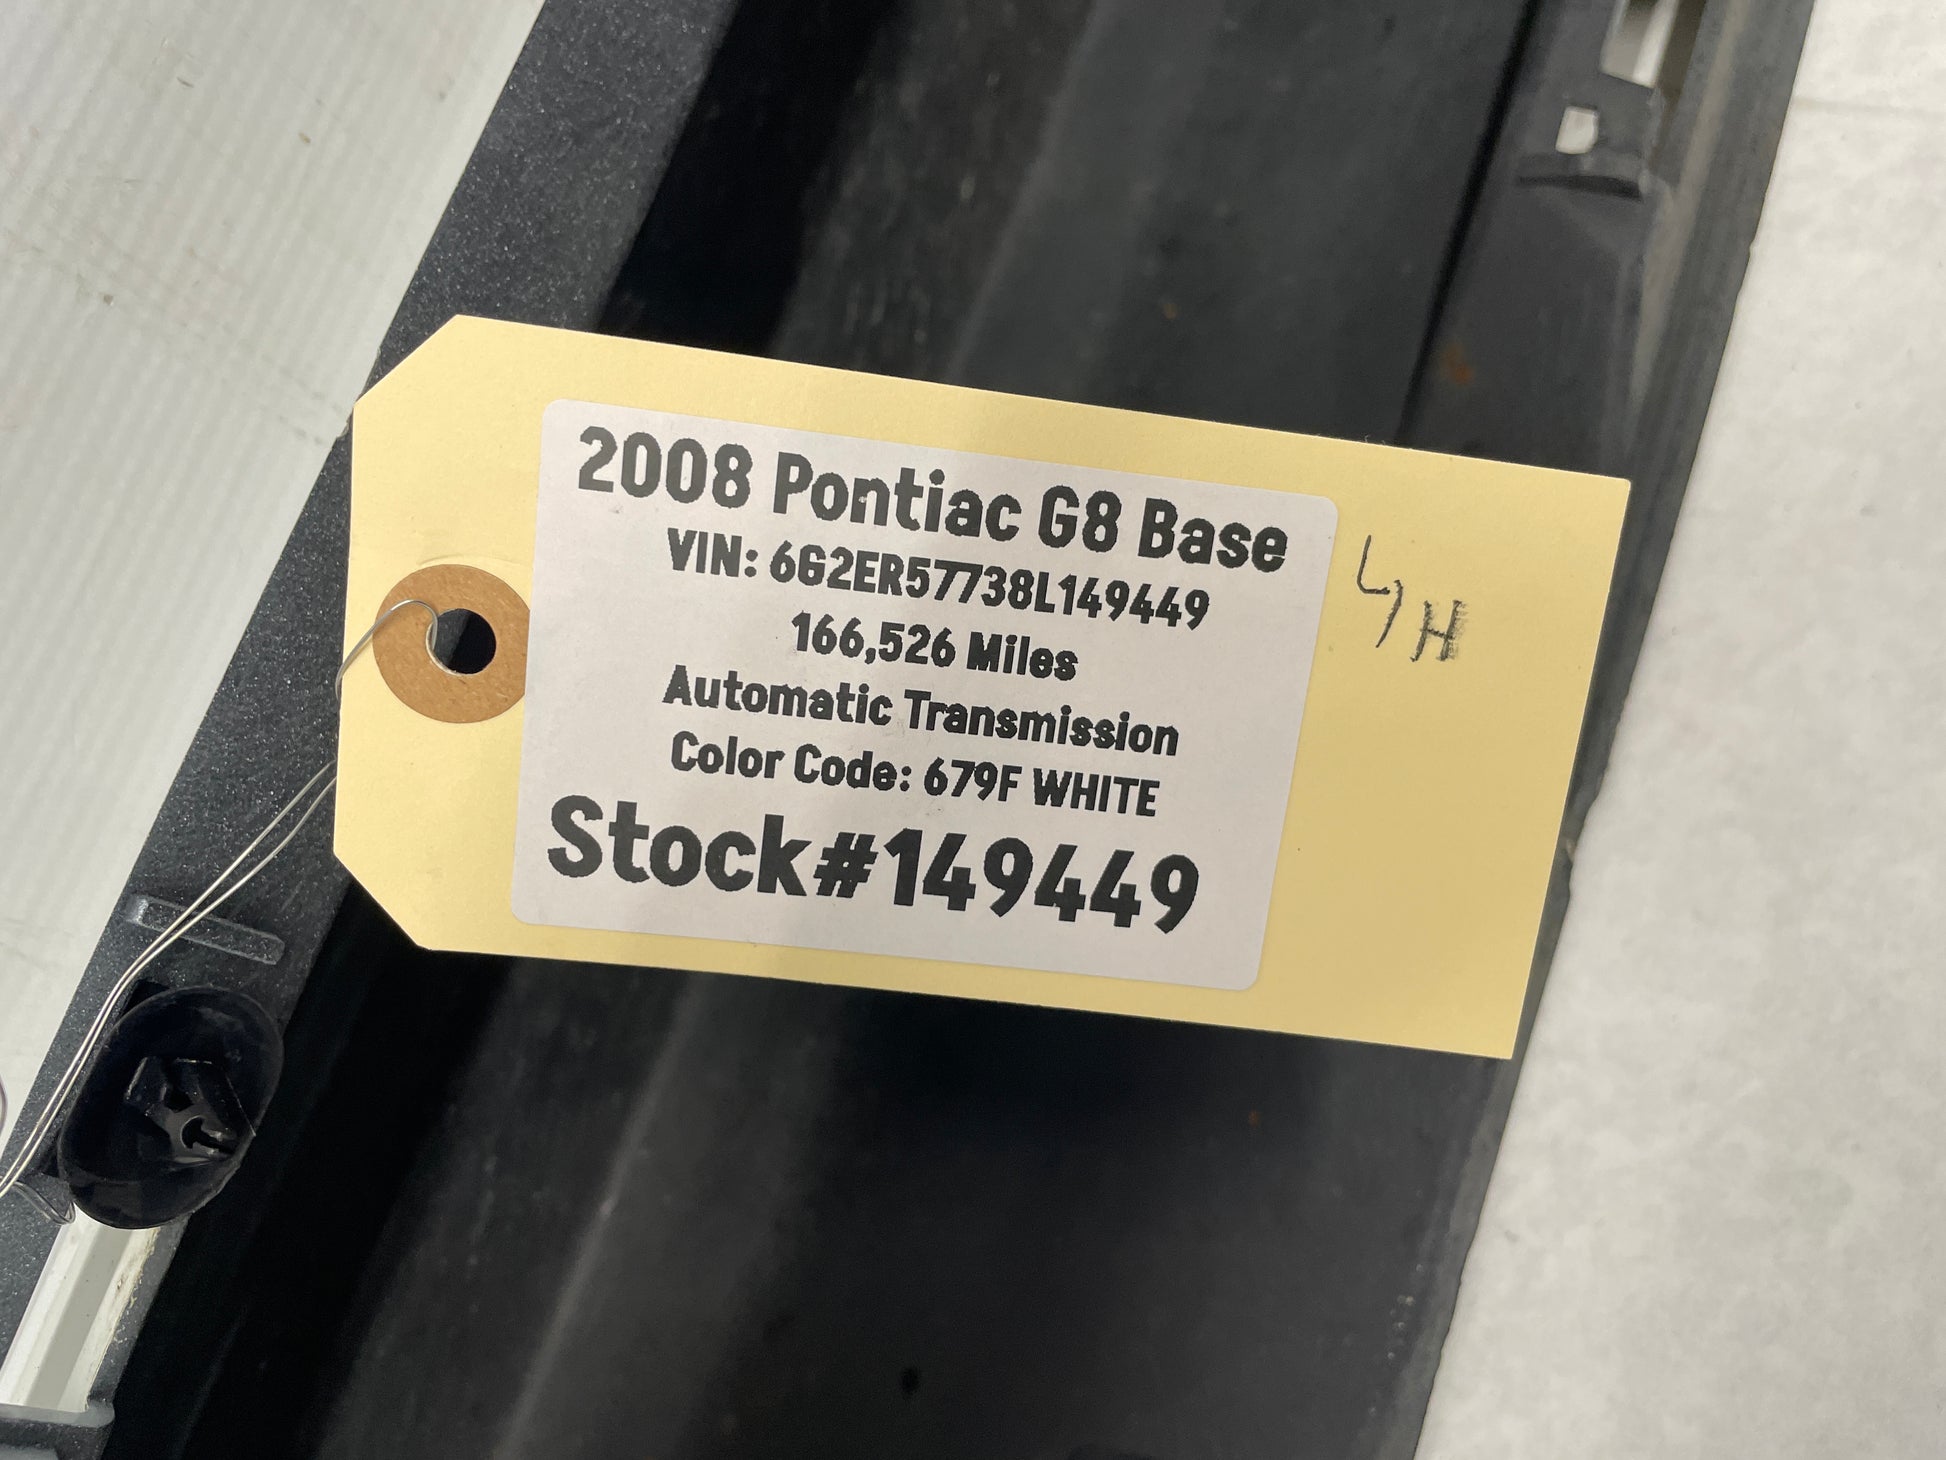 2008 Pontiac G8 Base
VIN: 6G2ER57738L149449
166,526 Miles
Automatic Transmission
Color Code: 679F WHITE
Stock#149449
L/H